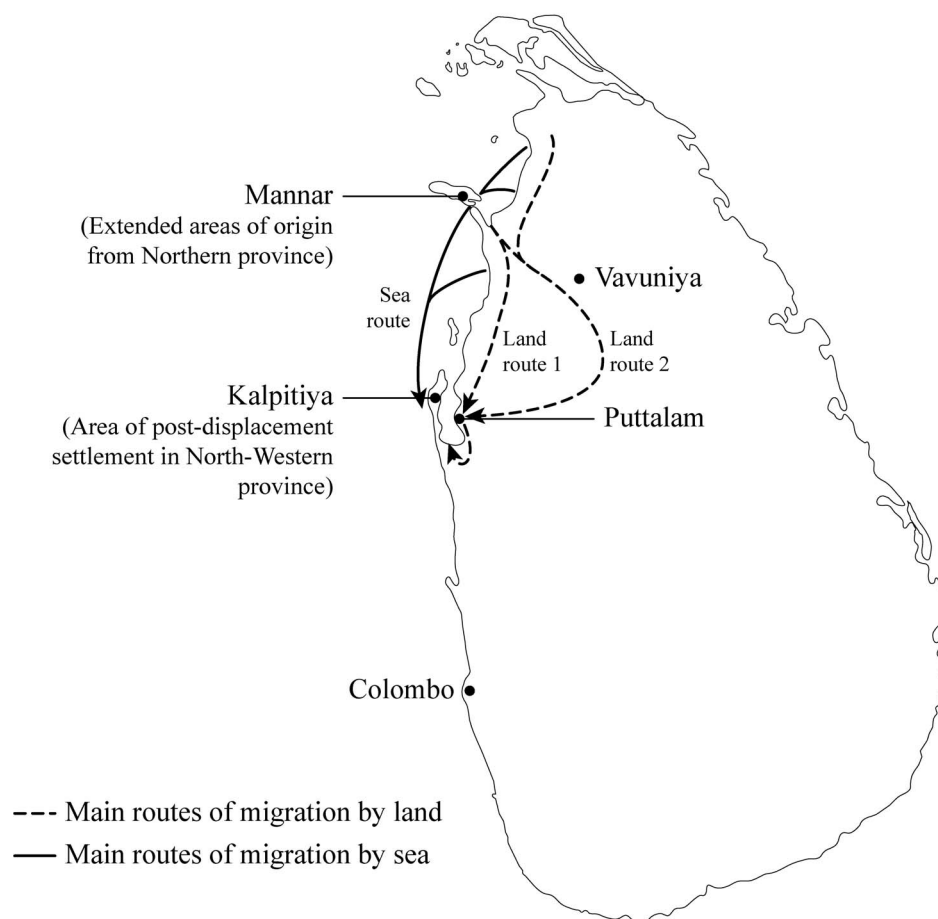 Mannar
(Extended areas of origin
from Northern province)
Vavuniya
Sea
route
Land
route 1
Land
route 2
Kalpitiya
(Area of post-displacement
settlement in North-Western
province)
Puttalam
Colombo
Main routes of migration by land
Main routes of migration by sea